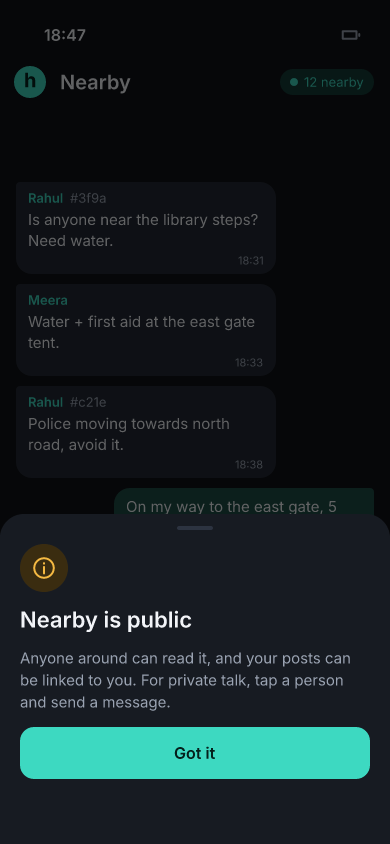 18:47
h
Nearby
12 nearby
Rahul #3f9a
Is anyone near the library steps?
Need water.
18:31
Meera
Water + first aid at the east gate
tent.
18:33
Rahul #c21e
Police moving towards north
road, avoid it.
18:38
On my way to the east gate, 5
Nearby is public
Anyone around can read it, and your posts can
be linked to you. For private talk, tap a person
and send a message.
Got it